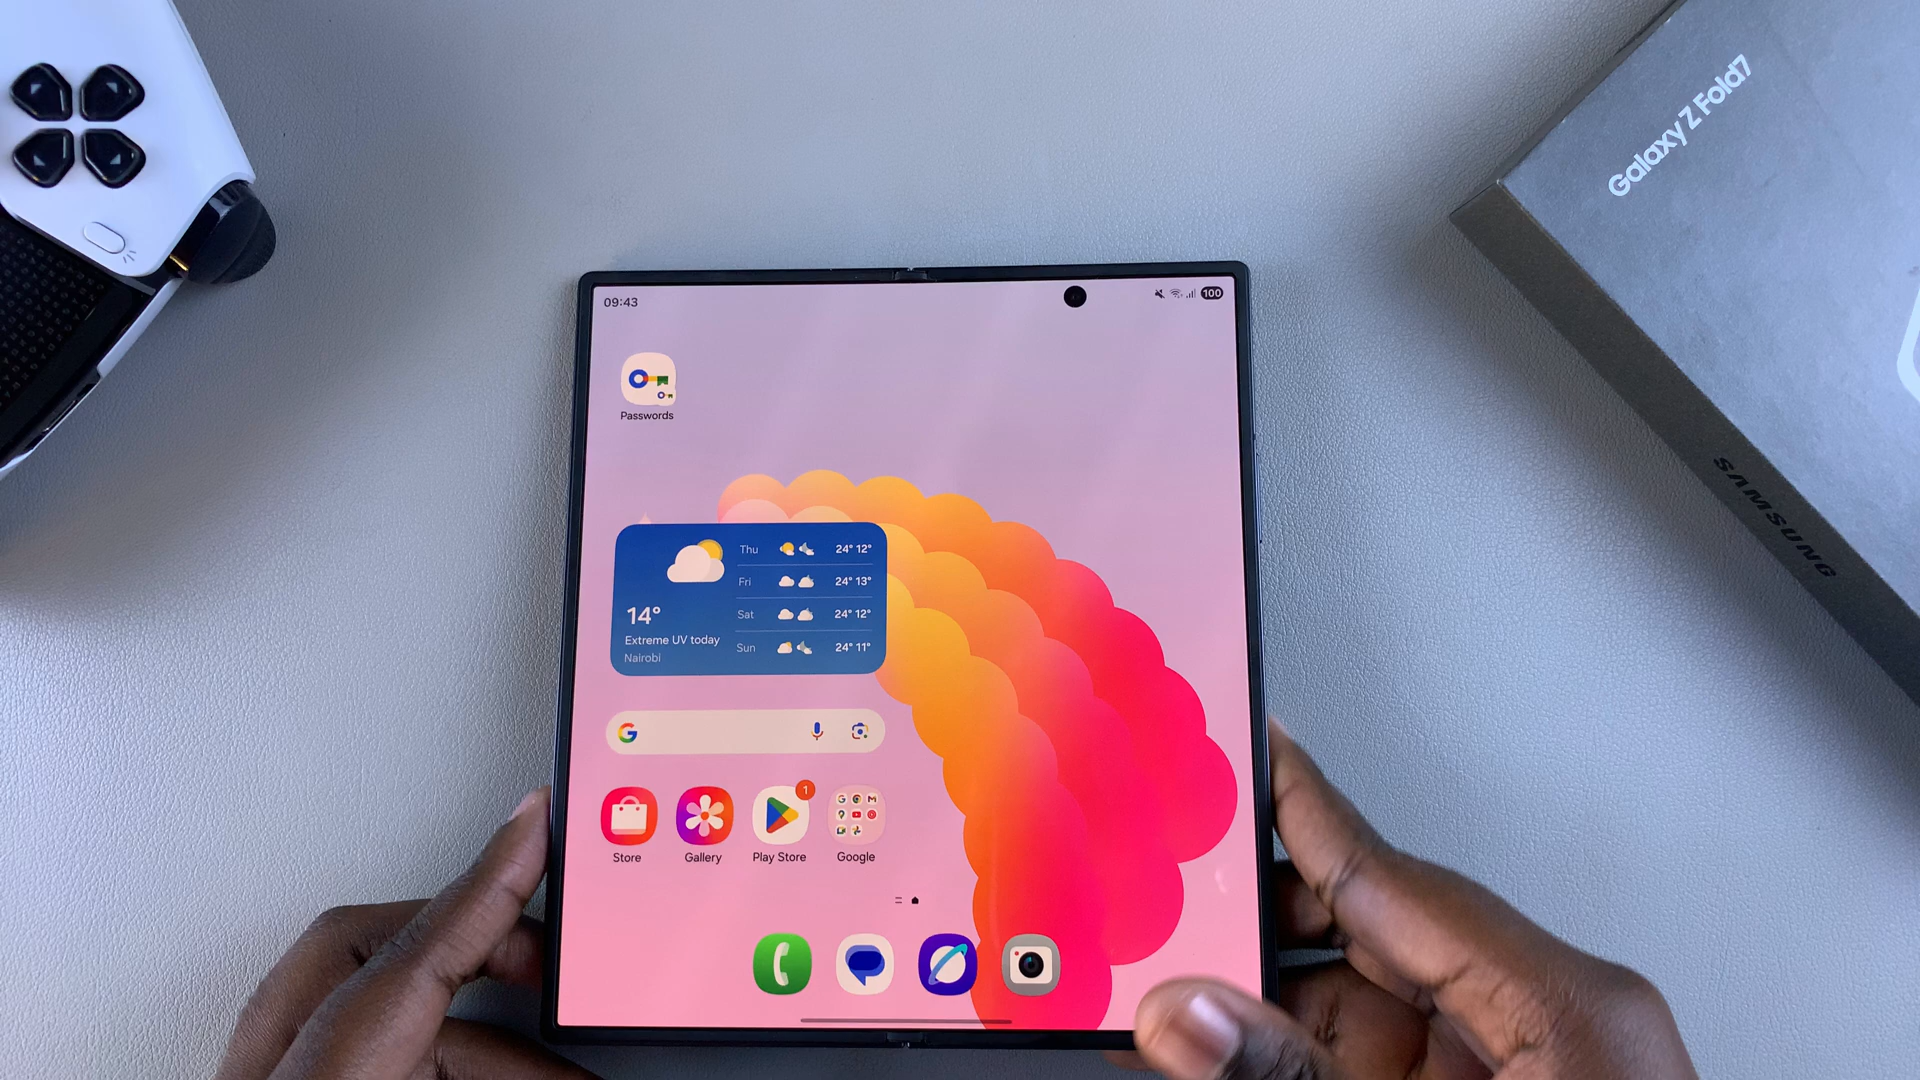 Galaxy Z Fold7
SAMSUNG
09:43
100
Passwords
Thu 24° 12°
Fri 24° 13°
Sat 24° 12°
Sun 24° 11°
14°
Extreme UV today
Nairobi
G
1
Store
Gallery
Play Store
Google